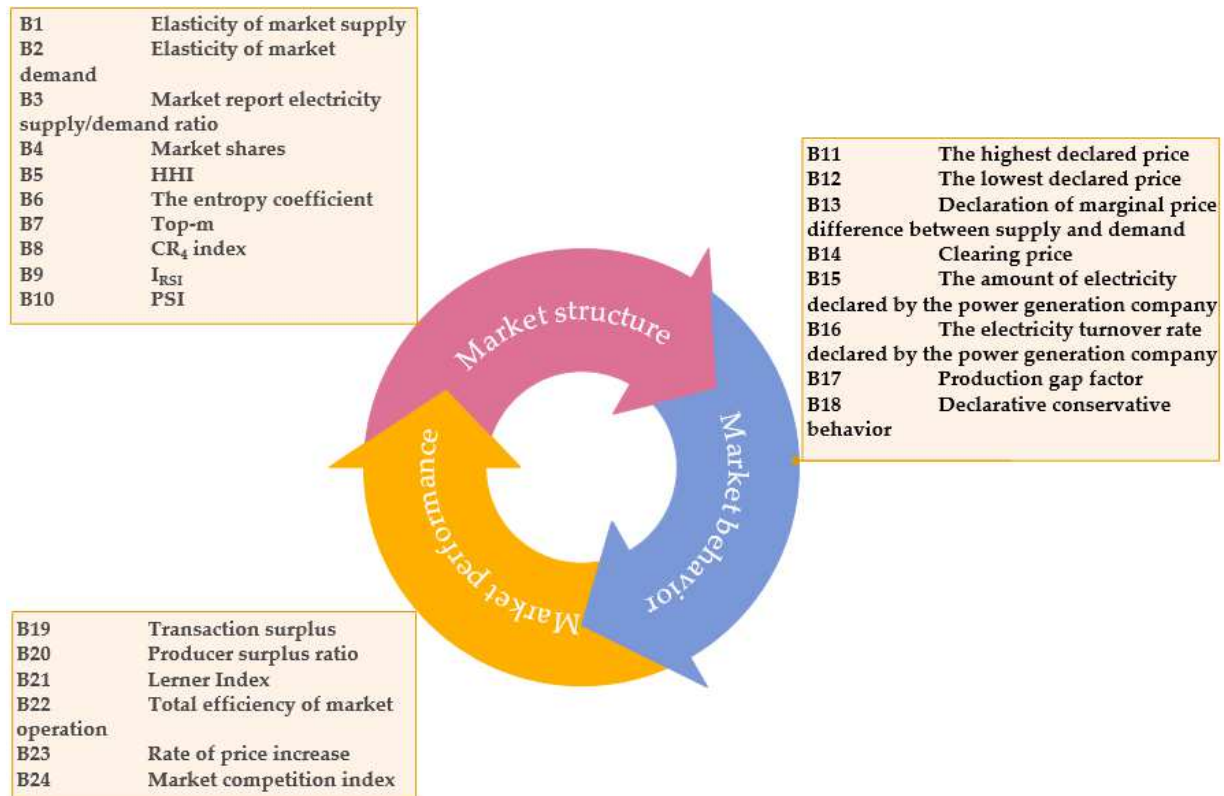 B1 Elasticity of market supply
B2 Elasticity of market
demand
B3 Market report electricity
supply/demand ratio
B4 Market shares
B5 HHI
B6 The entropy coefficient
B7 Top-m
B8 CR₄ index
B9 I_RSI
B10 PSI
B11 The highest declared price
B12 The lowest declared price
B13 Declaration of marginal price
difference between supply and demand
B14 Clearing price
B15 The amount of electricity
declared by the power generation company
B16 The electricity turnover rate
declared by the power generation company
B17 Production gap factor
B18 Declarative conservative
behavior
Market structure
Market behavior
Market performance
B19 Transaction surplus
B20 Producer surplus ratio
B21 Lerner Index
B22 Total efficiency of market
operation
B23 Rate of price increase
B24 Market competition index